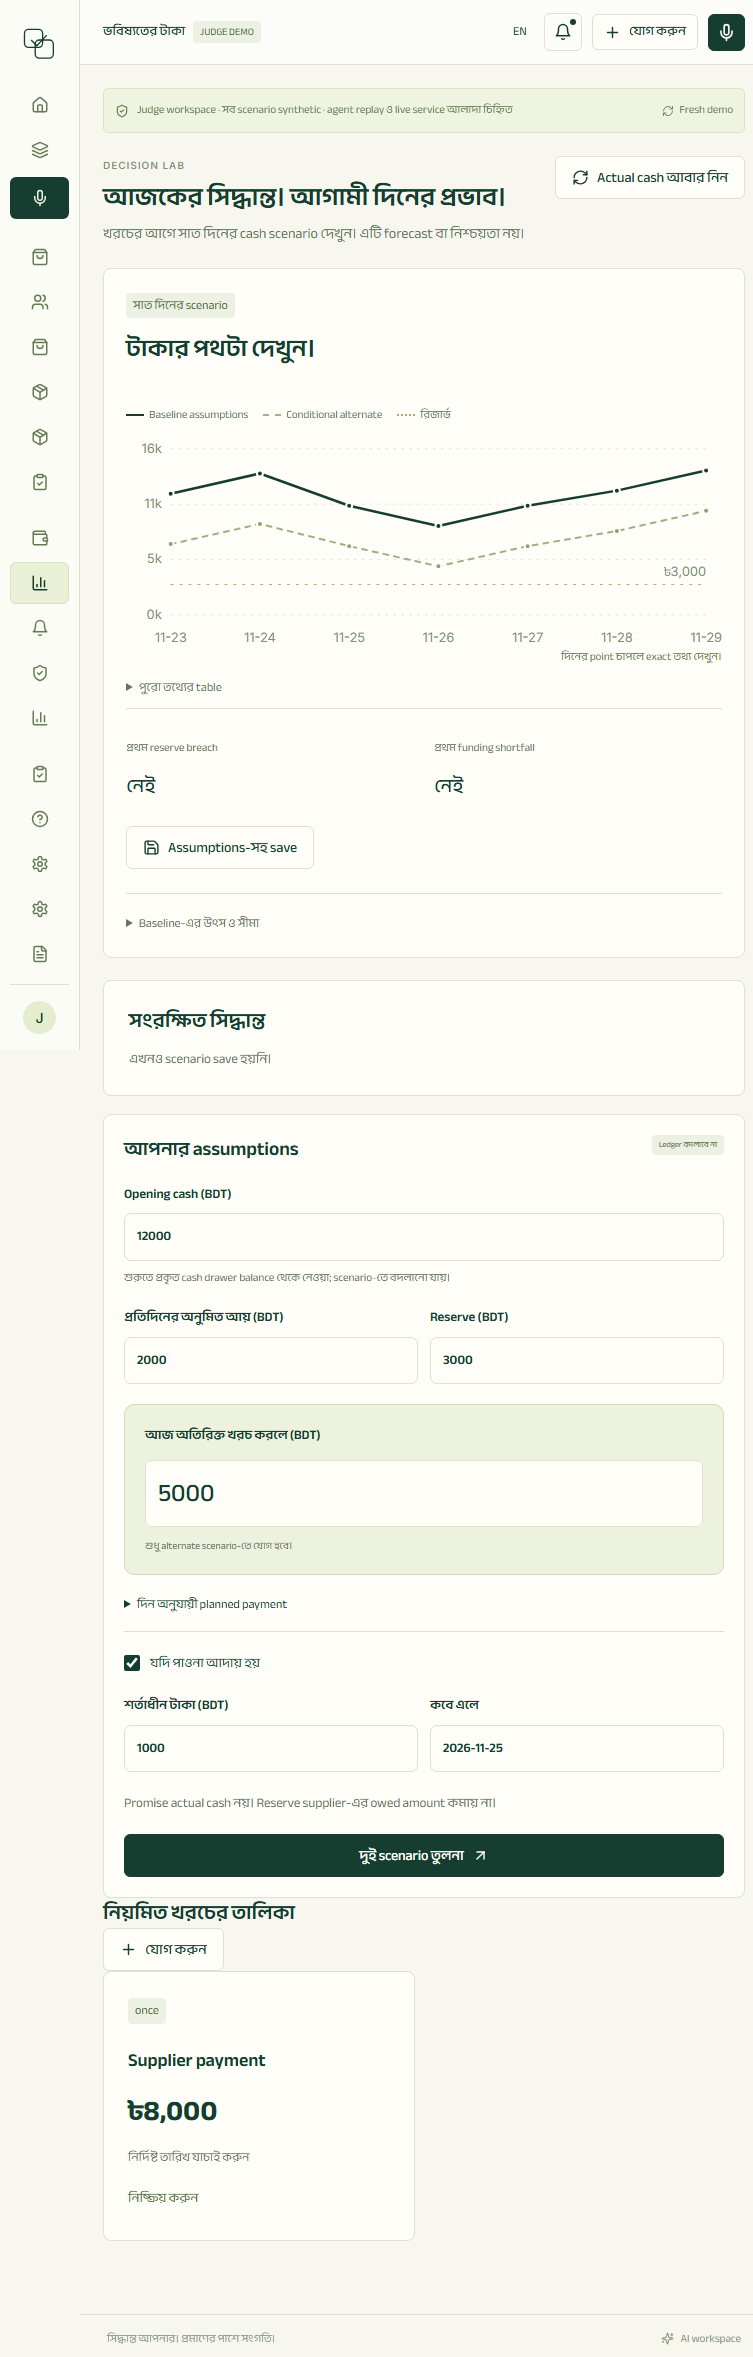 ভবিষ্যতের টাকা JUDGE DEMO EN যোগ করুন
Judge workspace · সব scenario synthetic · agent replay ও live service আলাদা চিহ্নিত Fresh demo
DECISION LAB
আজকের সিদ্ধান্ত। আগামী দিনের প্রভাব।
Actual cash আবার নিন
খরচের আগে সাত দিনের cash scenario দেখুন। এটি forecast বা নিশ্চয়তা নয়।
সাত দিনের scenario
টাকার পথটা দেখুন।
Baseline assumptions Conditional alternate রিজার্ভ
16k
11k
5k
৳3,000
0k
11-23 11-24 11-25 11-26 11-27 11-28 11-29
দিনের point চাপলে exact তথ্য দেখুন।
পুরো তথ্যের table
প্রথম reserve breach প্রথম funding shortfall
নেই নেই
Assumptions-সহ save
Baseline-এর উৎস ও সীমা
সংরক্ষিত সিদ্ধান্ত
এখনও scenario save হয়নি।
আপনার assumptions Ledger বদলাবে না
Opening cash (BDT)
12000
শুরুতে প্রকৃত cash drawer balance থেকে নেওয়া; scenario-তে বদলানো যায়।
প্রতিদিনের অনুমিত আয় (BDT) Reserve (BDT)
2000 3000
আজ অতিরিক্ত খরচ করলে (BDT)
5000
শুধু alternate scenario-তে যোগ হবে।
দিন অনুযায়ী planned payment
যদি পাওনা আদায় হয়
শর্তাধীন টাকা (BDT) কবে এলে
1000 2026-11-25
Promise actual cash নয়। Reserve supplier-এর owed amount কমায় না।
দুই scenario তুলনা
নিয়মিত খরচের তালিকা
যোগ করুন
once
Supplier payment
৳8,000
নির্দিষ্ট তারিখ যাচাই করুন
নিষ্ক্রিয় করুন
J
সিদ্ধান্ত আপনার। প্রমাণের পাশে সংগতি। AI workspace